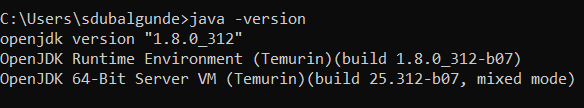 C:\Users\sdubalgunde>java -version
openjdk version "1.8.0_312"
OpenJDK Runtime Environment (Temurin)(build 1.8.0_312-b07)
OpenJDK 64-Bit Server VM (Temurin)(build 25.312-b07, mixed mode)